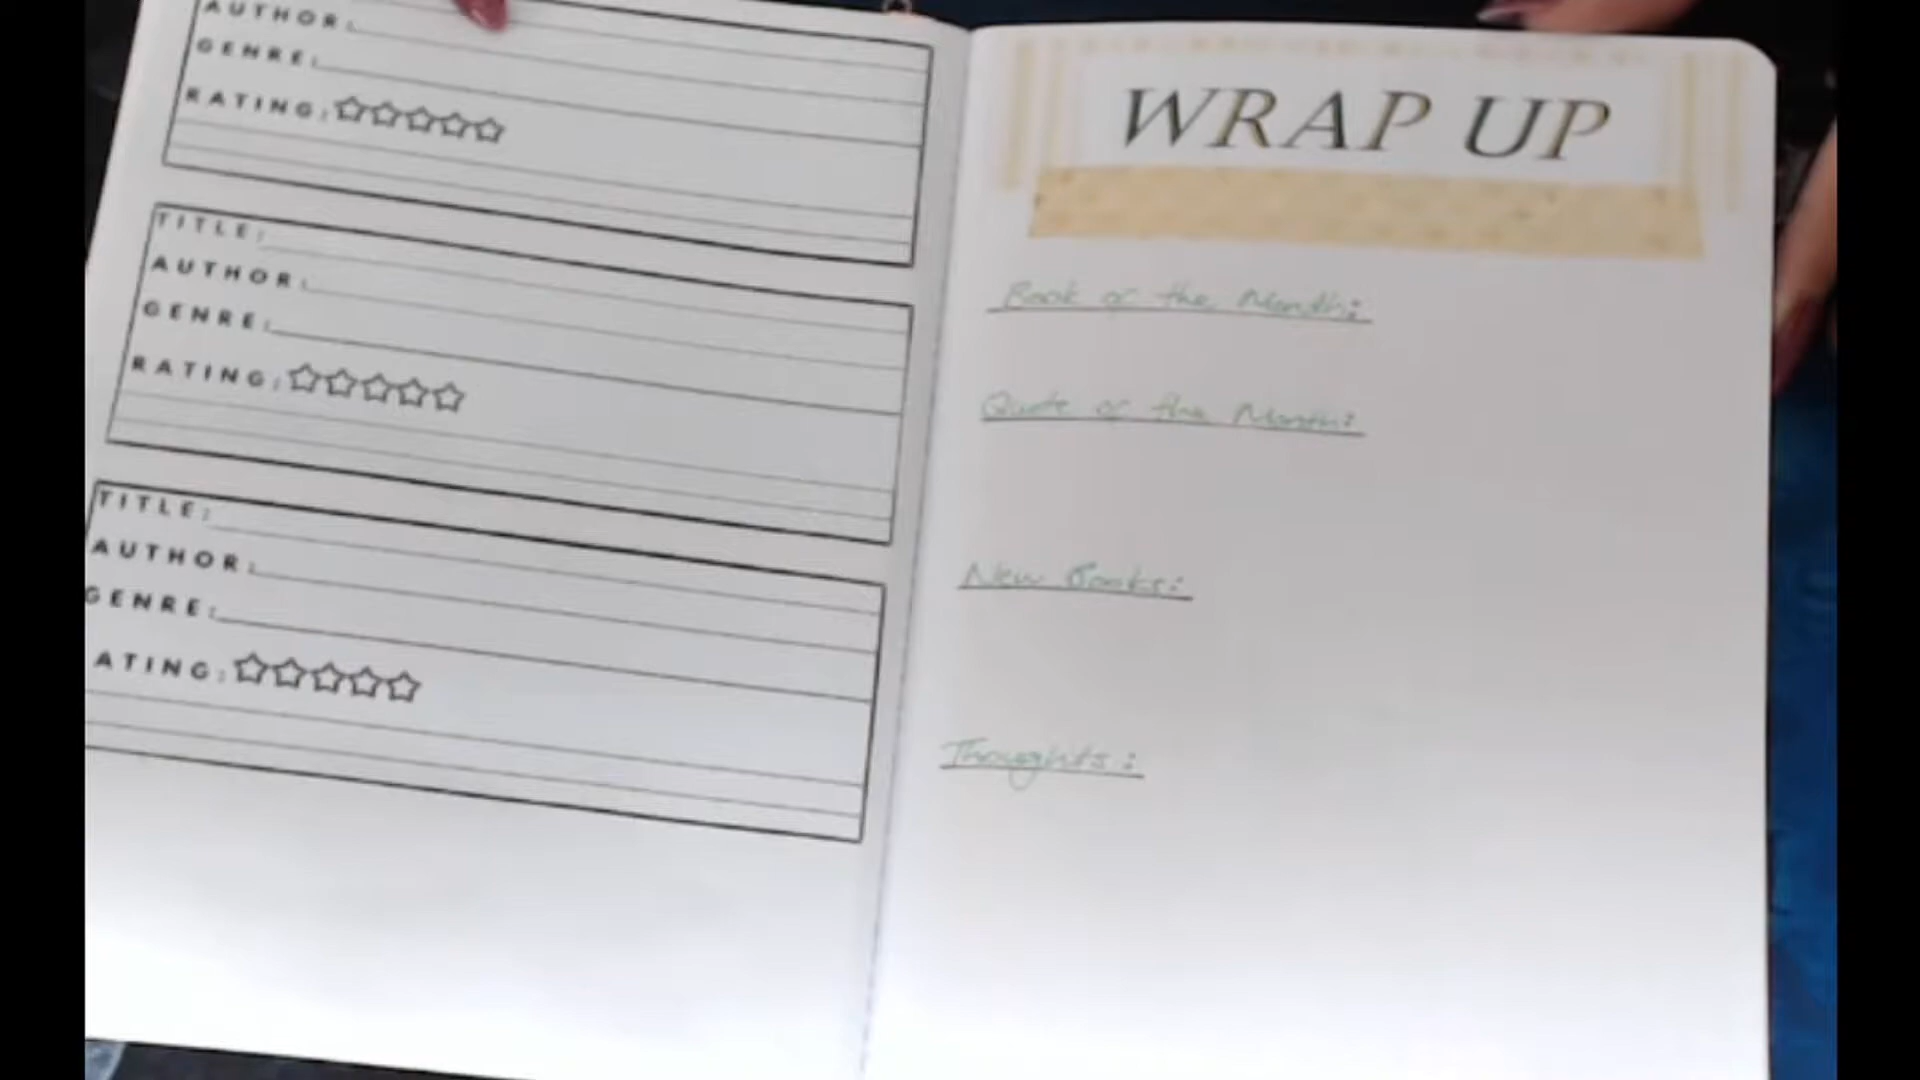 AUTHOR:
GENRE:
RATING:
TITLE:
AUTHOR:
GENRE:
RATING:
TITLE:
AUTHOR:
GENRE:
ATING:
WRAP UP
Book of the Month:
Quote of the Month:
New Books:
Thoughts: